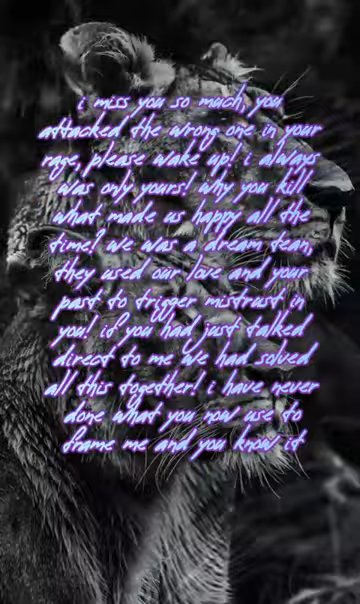 i miss you so much, you
attacked the wrong one in your
rage, please wake up! i always
was only yours! why you kill
what made us happy all the
time? we was a dream team,
they used our love and your
past to trigger mistrust in
you! if you had just talked
direct to me we had solved
all this together! i have never
done what you now use to
frame me and you know it